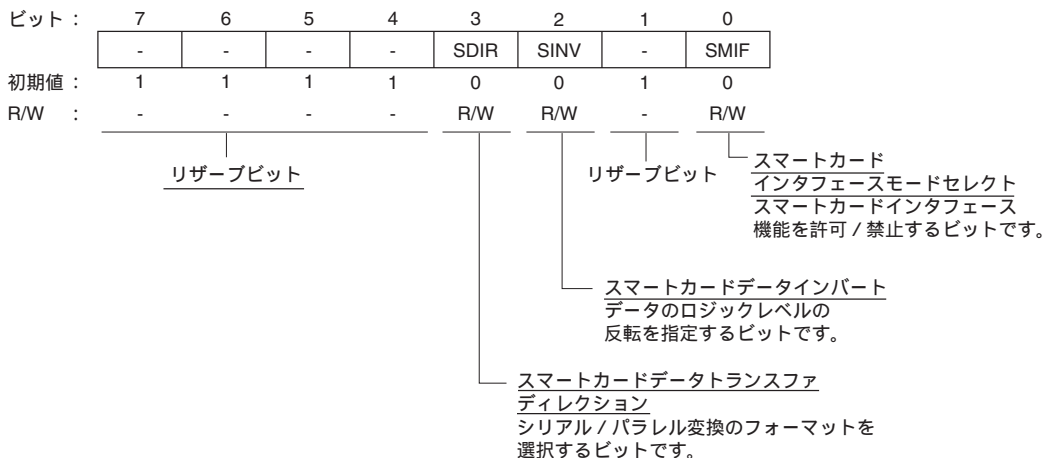 ビット： 7 6 5 4 3 2 1 0
- - - - SDIR SINV - SMIF
初期値： 1 1 1 1 0 0 1 0
R/W ： - - - - R/W R/W - R/W
リザーブビット
リザーブビット
スマートカード
インタフェースモードセレクト
スマートカードインタフェース
機能を許可 / 禁止するビットです。
スマートカードデータインバート
データのロジックレベルの
反転を指定するビットです。
スマートカードデータトランスファ
ディレクション
シリアル / パラレル変換のフォーマットを
選択するビットです。